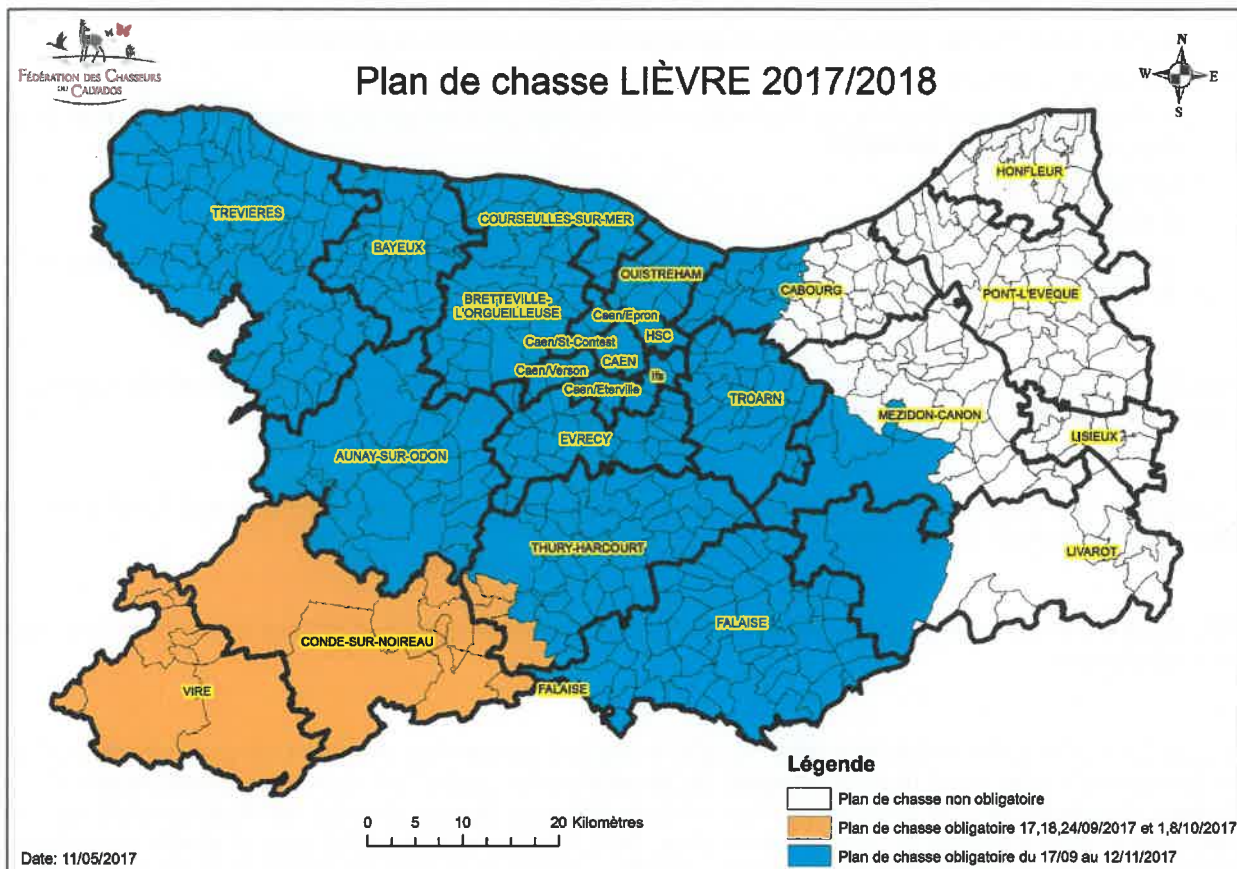 FÉDÉRATION DES CHASSEURS
DU CALVADOS
Plan de chasse LIÈVRE 2017/2018
N
W E
S
HONFLEUR
TREVIERES
COURSEULLES-SUR-MER
BAYEUX
OUISTREHAM
CABOURG
PONT-L'EVEQUE
BRETTEVILLE-
L'ORGUEILLEUSE
Caen/Epron
HSC
Caen/St-Contest
CAEN
Caen/Verson
Ifs
Caen/Eterville
TROARN
MEZIDON-CANON
LISIEUX
EVRECY
AUNAY-SUR-ODON
THURY-HARCOURT
LIVAROT
FALAISE
CONDE-SUR-NOIREAU
VIRE
FALAISE
Légende
Plan de chasse non obligatoire
Plan de chasse obligatoire 17,18,24/09/2017 et 1,8/10/2017
Plan de chasse obligatoire du 17/09 au 12/11/2017
0 5 10 20 Kilomètres
Date: 11/05/2017